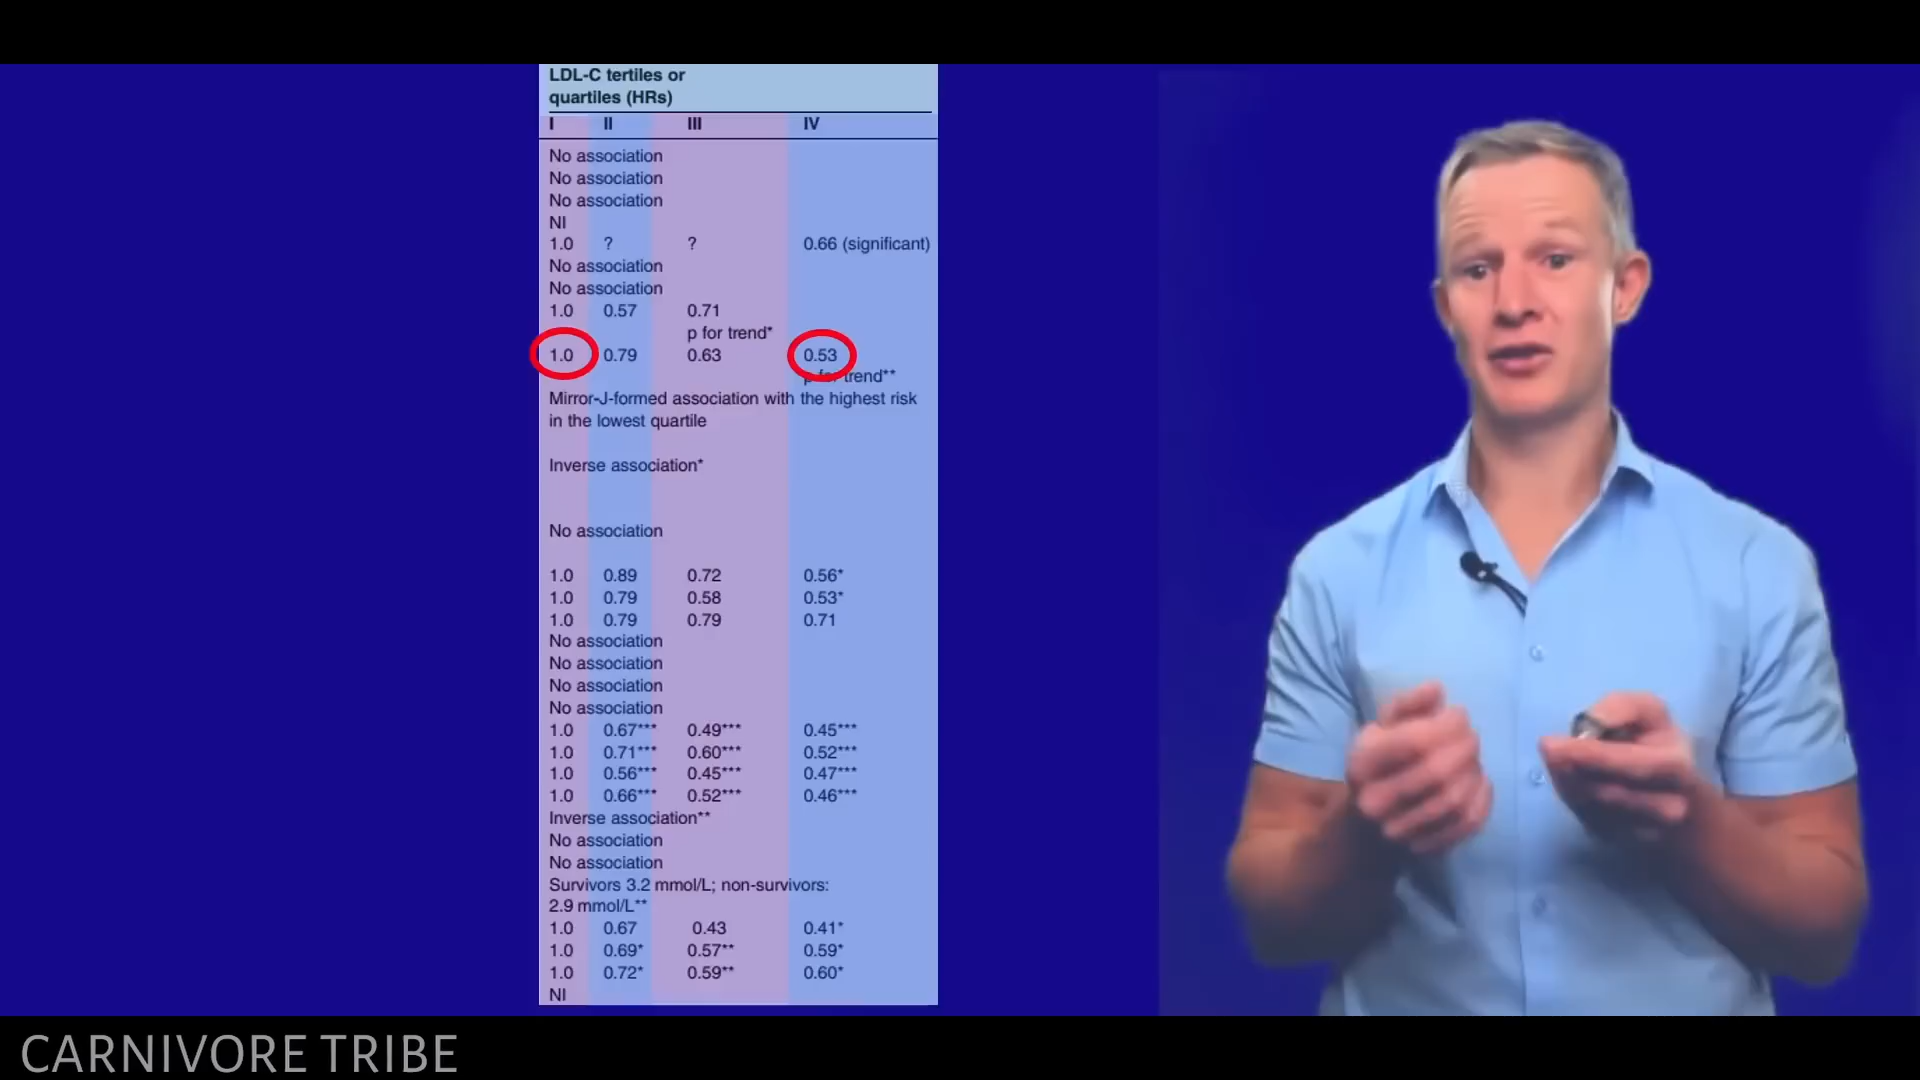 LDL-C tertiles or
quartiles (HRs)
I II III IV
No association
No association
No association
NI
1.0 ? ? 0.66 (significant)
No association
No association
1.0 0.57 0.71
p for trend*
1.0 0.79 0.63 0.53
p for trend**
Mirror-J-formed association with the highest risk
in the lowest quartile
Inverse association*
No association
1.0 0.89 0.72 0.56*
1.0 0.79 0.58 0.53*
1.0 0.79 0.79 0.71
No association
No association
No association
No association
1.0 0.67*** 0.49*** 0.45***
1.0 0.71*** 0.60*** 0.52***
1.0 0.56*** 0.45*** 0.47***
1.0 0.66*** 0.52*** 0.46***
Inverse association**
No association
No association
Survivors 3.2 mmol/L; non-survivors:
2.9 mmol/L**
1.0 0.67 0.43 0.41*
1.0 0.69* 0.57** 0.59*
1.0 0.72* 0.59** 0.60*
NI
CARNIVORE TRIBE